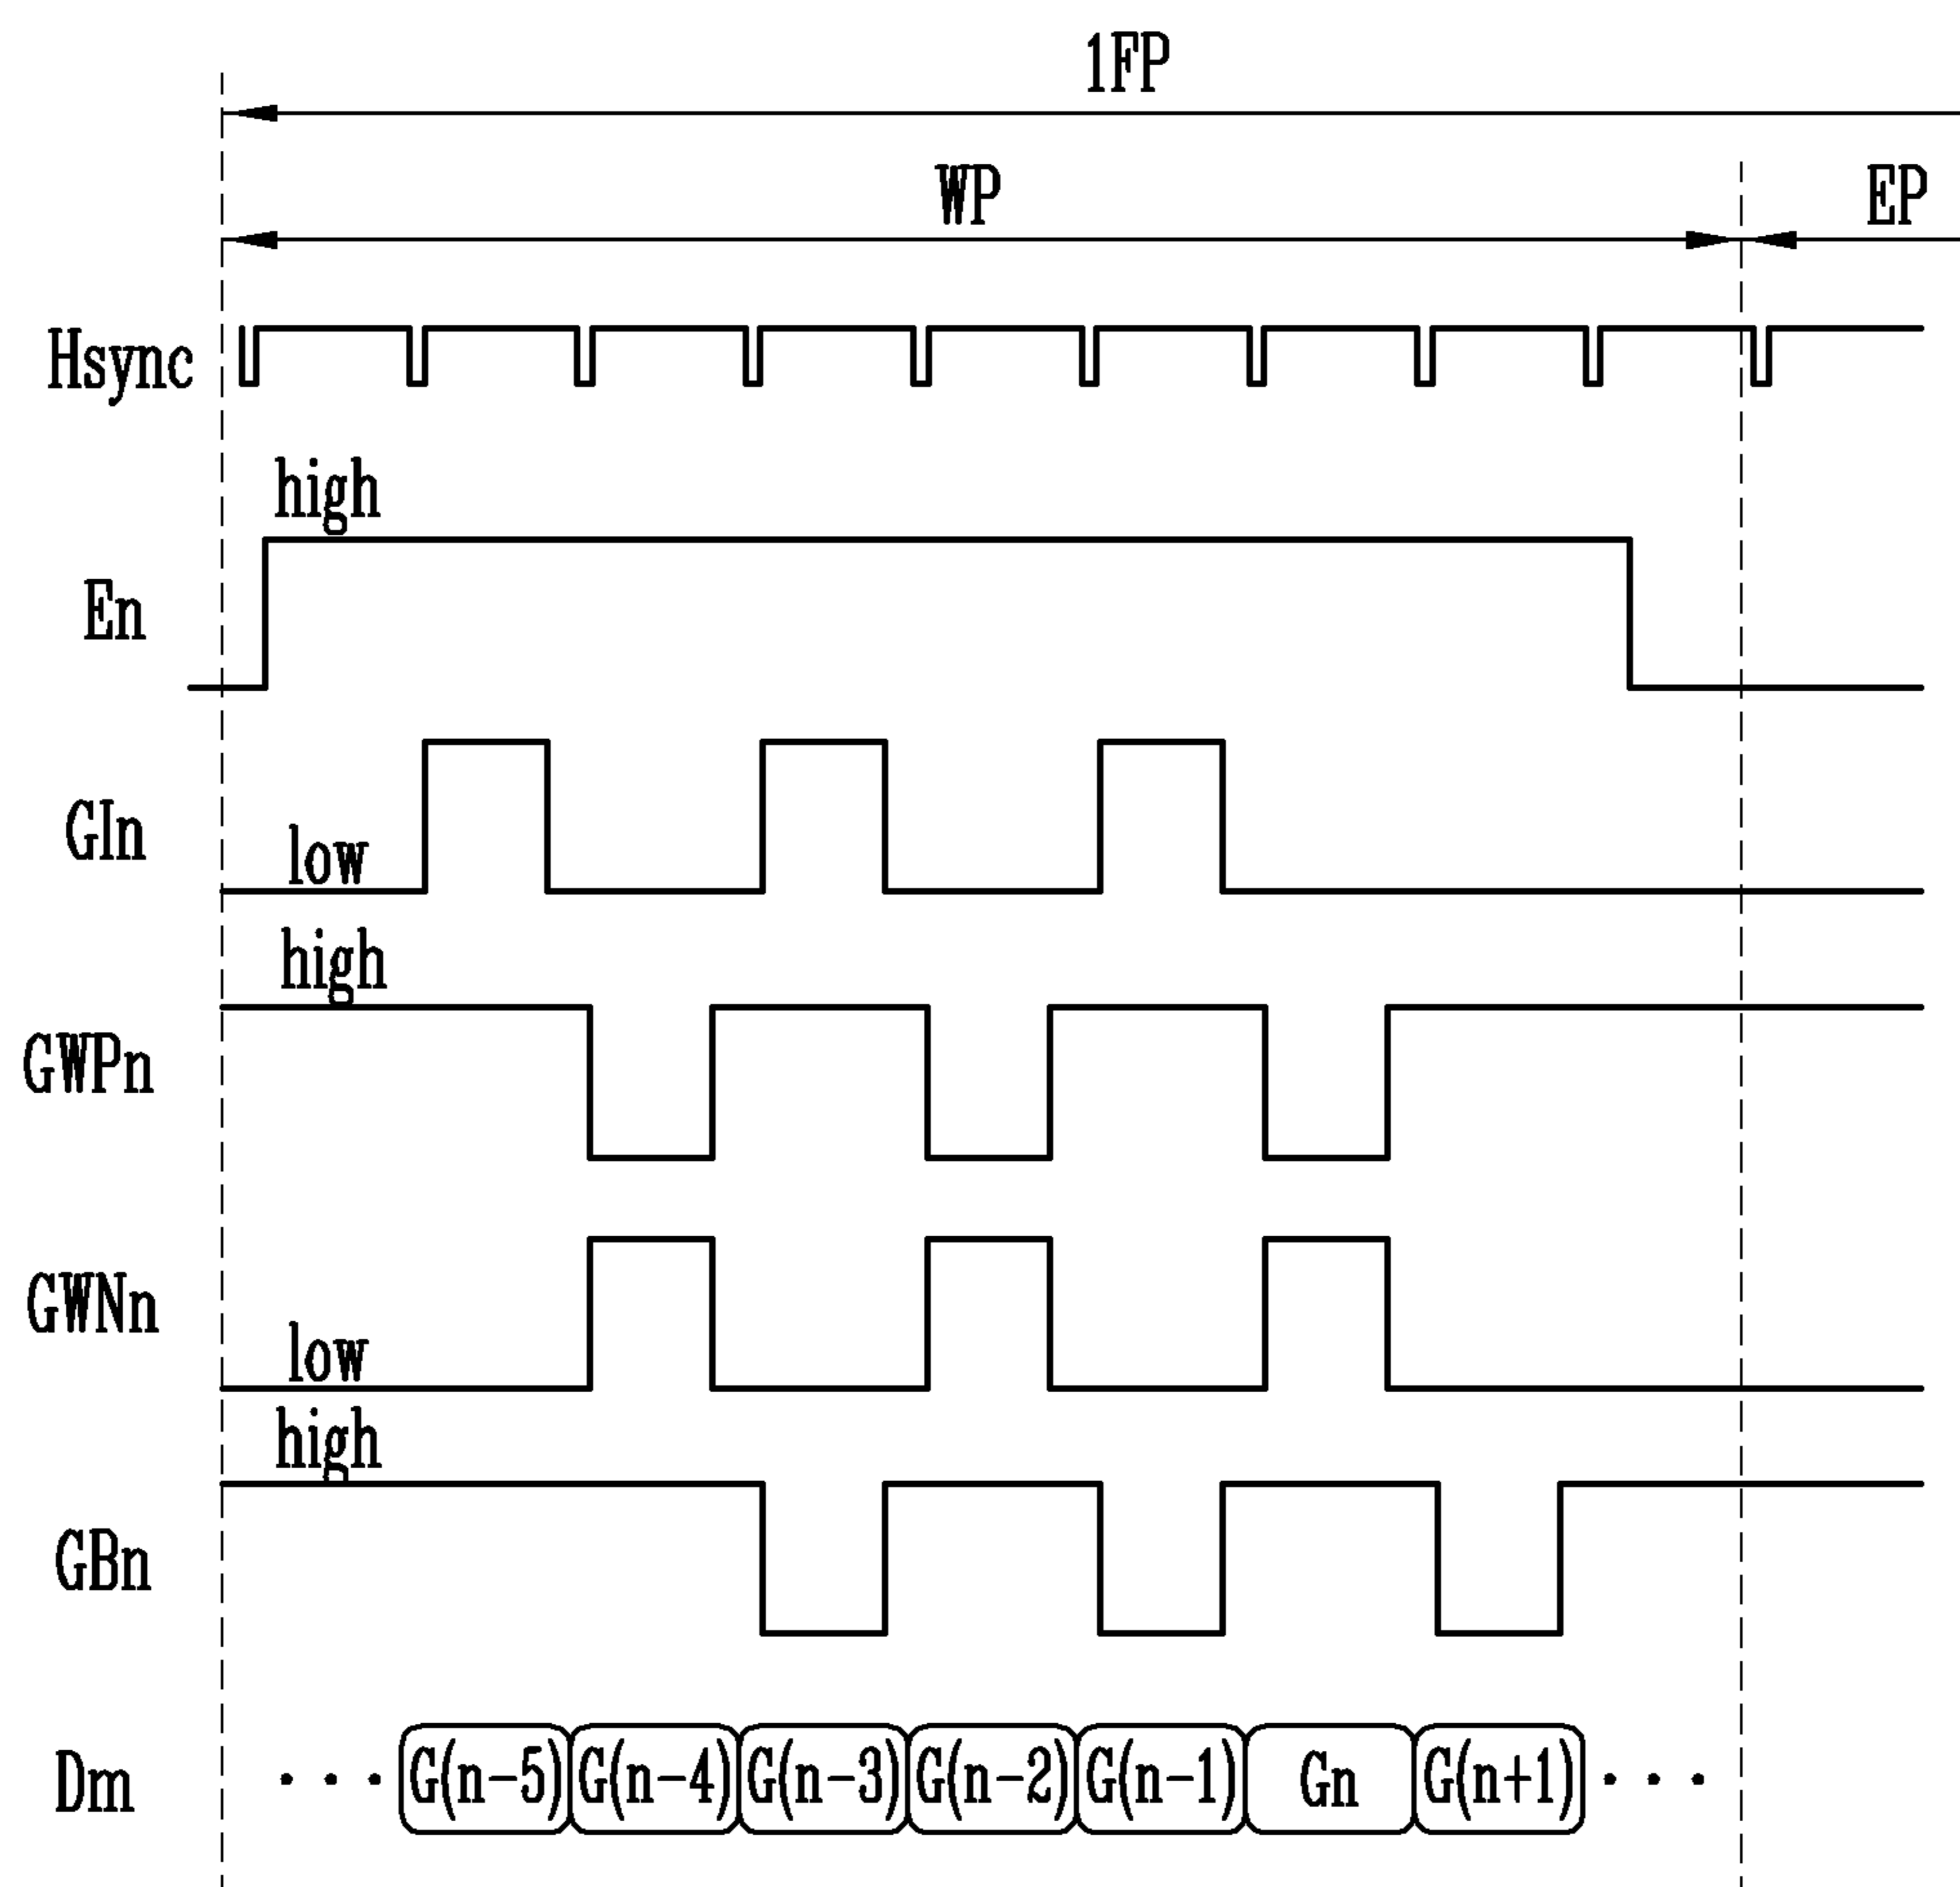 1FP
WP EP
Hsync
high
En
GIn
low
high
GWPn
GWNn
low
high
GBn
Dm ··· G(n-5) G(n-4) G(n-3) G(n-2) G(n-1) Gn G(n+1) ···